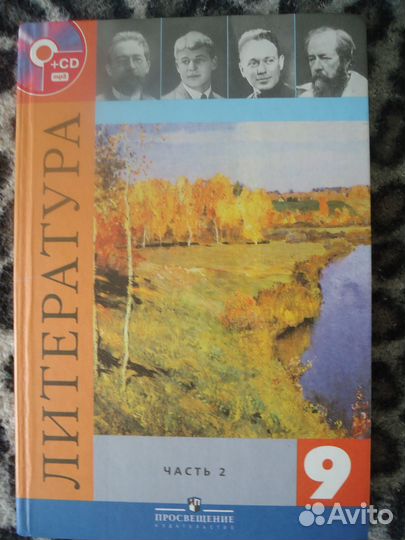 +CD
mp3
ЛИТЕРАТУРА
ЧАСТЬ 2
9
ПРОСВЕЩЕНИЕ
ИЗДАТЕЛЬСТВО
Avito